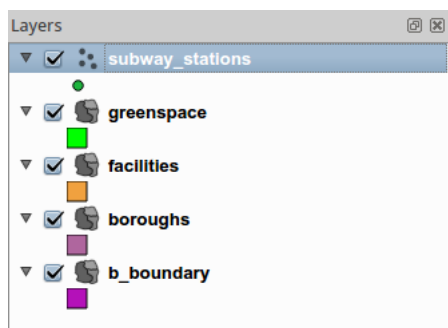 Layers
subway_stations
greenspace
facilities
boroughs
b_boundary